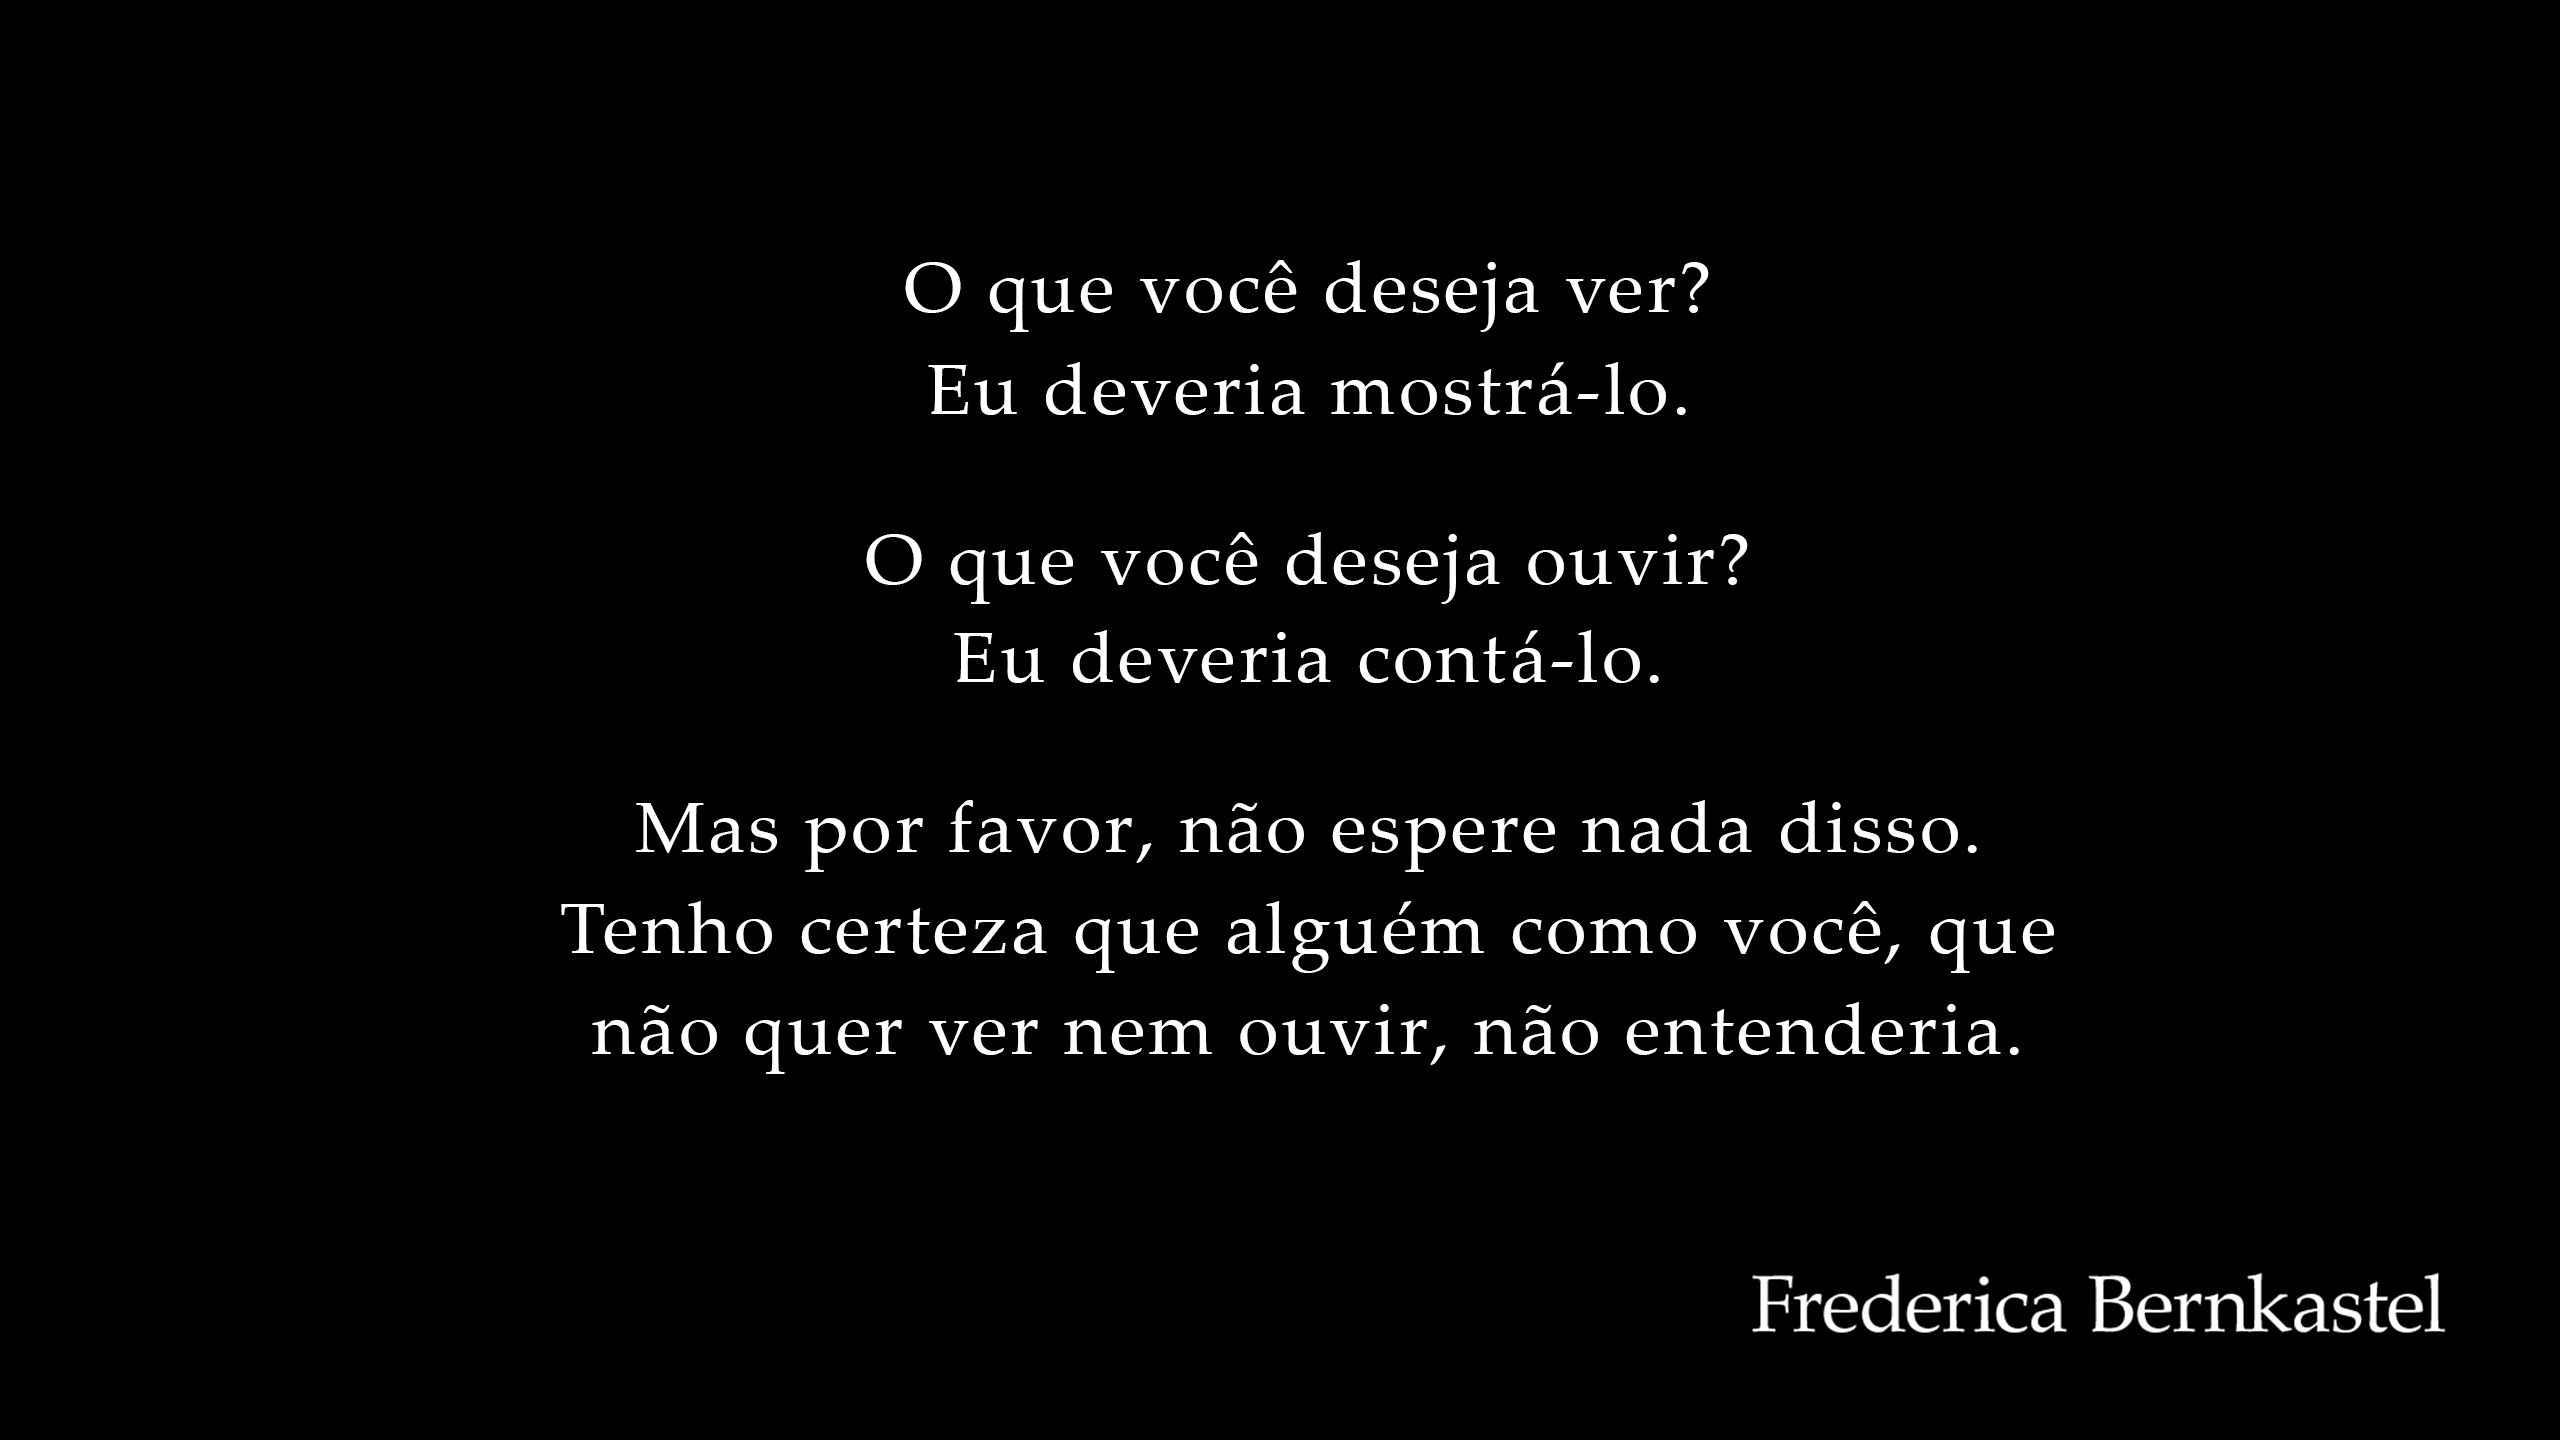 O que você deseja ver?
Eu deveria mostrá-lo.
O que você deseja ouvir?
Eu deveria contá-lo.
Mas por favor, não espere nada disso.
Tenho certeza que alguém como você, que
não quer ver nem ouvir, não entenderia.
Frederica Bernkastel